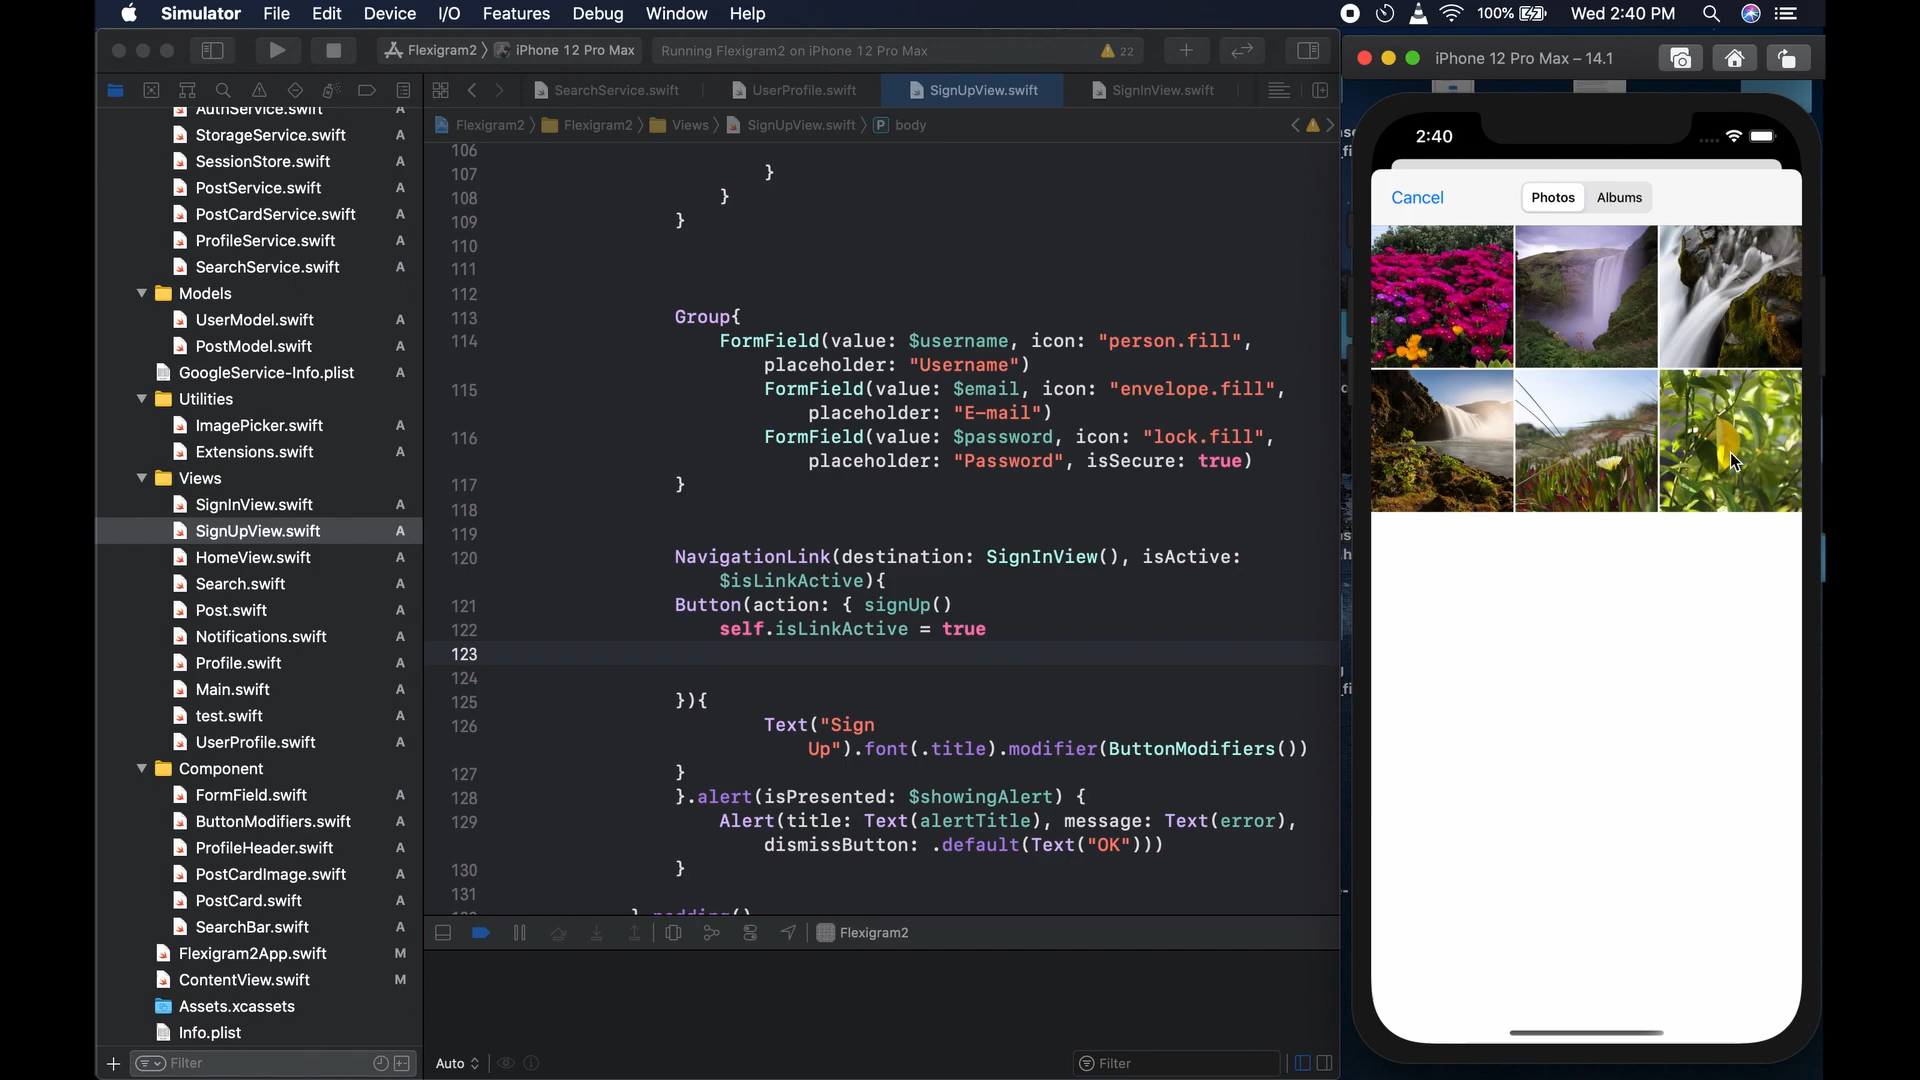 Simulator File Edit Device I/O Features Debug Window Help 100% Wed 2:40 PM
Flexigram2 iPhone 12 Pro Max Running Flexigram2 on iPhone 12 Pro Max 22
SearchService.swift UserProfile.swift SignUpView.swift SignInView.swift
Flexigram2 Flexigram2 Views SignUpView.swift P body
AuthService.swift A
StorageService.swift A
SessionStore.swift A
PostService.swift A
PostCardService.swift A
ProfileService.swift A
SearchService.swift A
Models
UserModel.swift A
PostModel.swift A
GoogleService-Info.plist A
Utilities
ImagePicker.swift A
Extensions.swift A
Views
SignInView.swift A
SignUpView.swift A
HomeView.swift A
Search.swift A
Post.swift A
Notifications.swift A
Profile.swift A
Main.swift A
test.swift A
UserProfile.swift A
Component
FormField.swift A
ButtonModifiers.swift A
ProfileHeader.swift A
PostCardImage.swift A
PostCard.swift A
SearchBar.swift A
Flexigram2App.swift M
ContentView.swift M
Assets.xcassets
Info.plist
Filter
106
107 }
108 }
109 }
110
111
112
113 Group{
114 FormField(value: $username, icon: "person.fill",
placeholder: "Username")
115 FormField(value: $email, icon: "envelope.fill",
placeholder: "E-mail")
116 FormField(value: $password, icon: "lock.fill",
placeholder: "Password", isSecure: true)
117 }
118
119
120 NavigationLink(destination: SignInView(), isActive:
$isLinkActive){
121 Button(action: { signUp()
122 self.isLinkActive = true
123
124
125 }){
126 Text("Sign
Up").font(.title).modifier(ButtonModifiers())
127 }
128 }.alert(isPresented: $showingAlert) {
129 Alert(title: Text(alertTitle), message: Text(error),
dismissButton: .default(Text("OK")))
130 }
131
}.padding()
Flexigram2
Auto Filter
iPhone 12 Pro Max – 14.1
2:40
Cancel Photos Albums